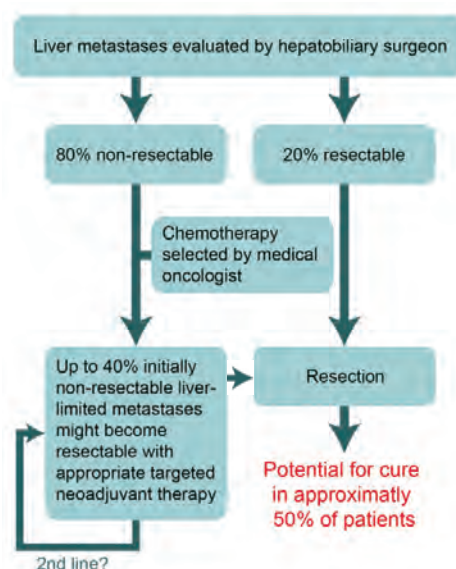 Liver metastases evaluated by hepatobiliary surgeon
80% non-resectable
20% resectable
Chemotherapy
selected by medical
oncologist
Up to 40% initially
non-resectable liver-
limited metastases
might become
resectable with
appropriate targeted
neoadjuvant therapy
Resection
Potential for cure
in approximatly
50% of patients
2nd line?